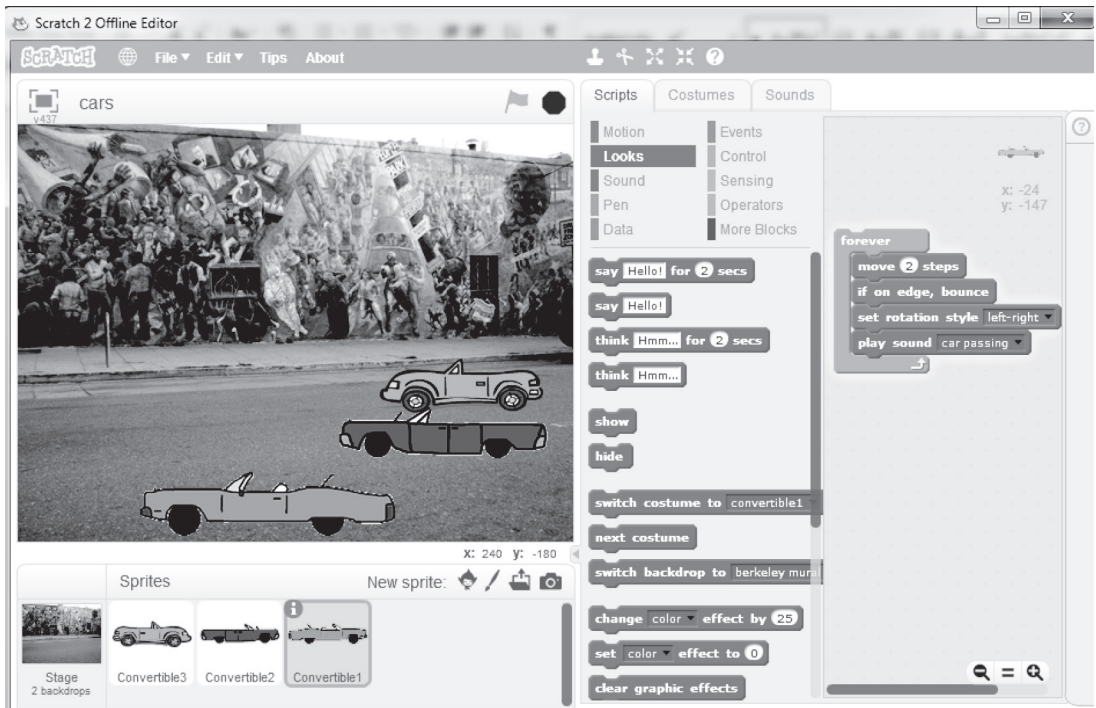 Scratch 2 Offline Editor
SCRATCH File Edit Tips About
cars
v437
Scripts Costumes Sounds
Motion Events
Looks Control
Sound Sensing
Pen Operators
Data More Blocks
say Hello! for 2 secs
say Hello!
think Hmm... for 2 secs
think Hmm...
show
hide
switch costume to convertible1
next costume
switch backdrop to berkeley mural
change color effect by 25
set color effect to 0
clear graphic effects
x: -24
y: -147
forever
move 2 steps
if on edge, bounce
set rotation style left-right
play sound car passing
x: 240 y: -180
Sprites New sprite:
Stage
2 backdrops
Convertible3 Convertible2 Convertible1